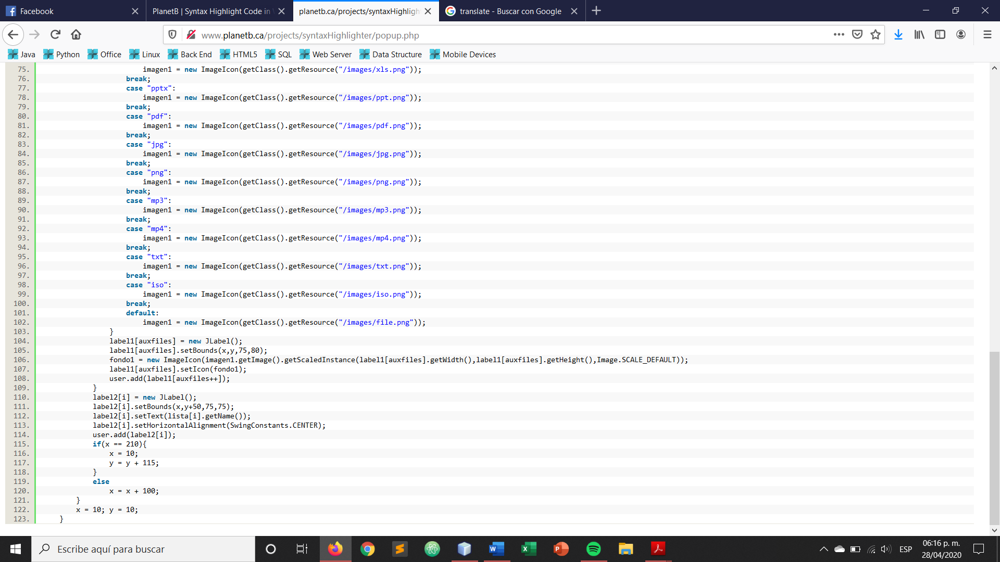 Facebook
PlanetB | Syntax Highlight Code in
planetb.ca/projects/syntaxHighligh
translate - Buscar con Google
www.planetb.ca/projects/syntaxHighlighter/popup.php
Java Python Office Linux Back End HTML5 SQL Web Server Data Structure Mobile Devices
75. imagen1 = new ImageIcon(getClass().getResource("/images/xls.png"));
76. break;
77. case "pptx":
78. imagen1 = new ImageIcon(getClass().getResource("/images/ppt.png"));
79. break;
80. case "pdf":
81. imagen1 = new ImageIcon(getClass().getResource("/images/pdf.png"));
82. break;
83. case "jpg":
84. imagen1 = new ImageIcon(getClass().getResource("/images/jpg.png"));
85. break;
86. case "png":
87. imagen1 = new ImageIcon(getClass().getResource("/images/png.png"));
88. break;
89. case "mp3":
90. imagen1 = new ImageIcon(getClass().getResource("/images/mp3.png"));
91. break;
92. case "mp4":
93. imagen1 = new ImageIcon(getClass().getResource("/images/mp4.png"));
94. break;
95. case "txt":
96. imagen1 = new ImageIcon(getClass().getResource("/images/txt.png"));
97. break;
98. case "iso":
99. imagen1 = new ImageIcon(getClass().getResource("/images/iso.png"));
100. break;
101. default:
102. imagen1 = new ImageIcon(getClass().getResource("/images/file.png"));
103. }
104. label1[auxfiles] = new JLabel();
105. label1[auxfiles].setBounds(x,y,75,80);
106. fondo1 = new ImageIcon(imagen1.getImage().getScaledInstance(label1[auxfiles].getWidth(),label1[auxfiles].getHeight(),Image.SCALE_DEFAULT));
107. label1[auxfiles].setIcon(fondo1);
108. user.add(label1[auxfiles++]);
109. }
110. label2[i] = new JLabel();
111. label2[i].setBounds(x,y+50,75,75);
112. label2[i].setText(lista[i].getName());
113. label2[i].setHorizontalAlignment(SwingConstants.CENTER);
114. user.add(label2[i]);
115. if(x == 210){
116. x = 10;
117. y = y + 115;
118. }
119. else
120. x = x + 100;
121. }
122. x = 10; y = 10;
123. }
Escribe aquí para buscar
ESP
06:16 p. m.
28/04/2020